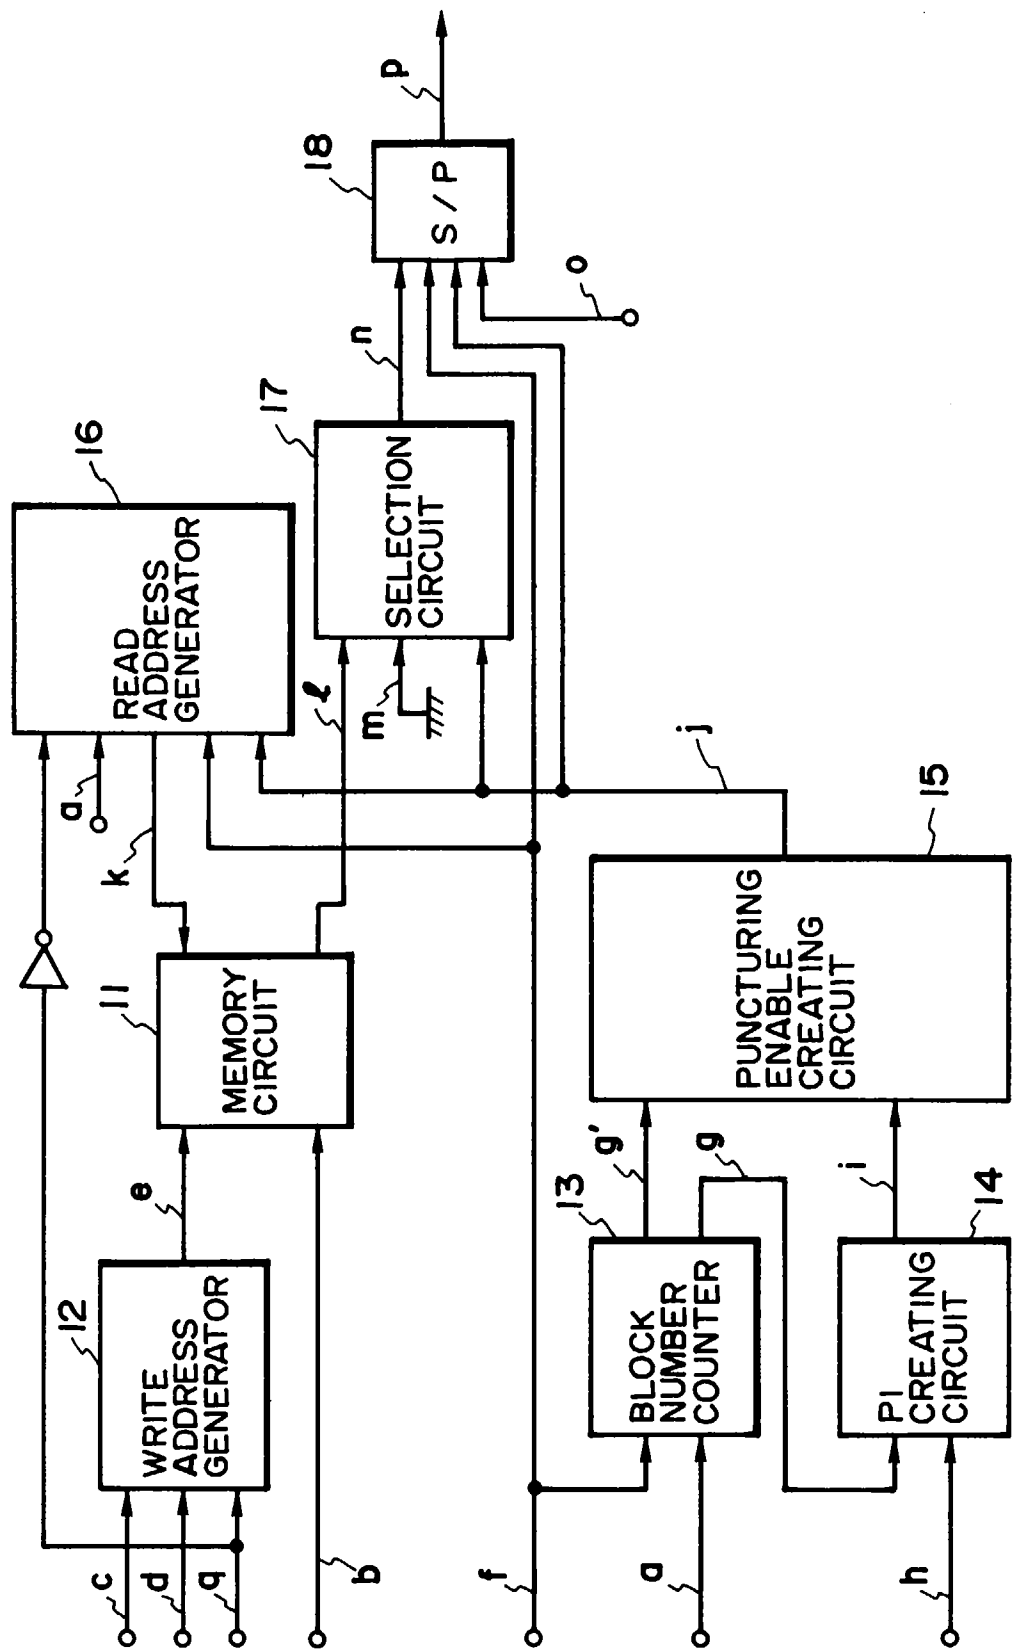 c
d
q
12
WRITE
ADDRESS
GENERATOR
e
b
11
MEMORY
CIRCUIT
k
a
16
READ
ADDRESS
GENERATOR
ℓ
m
17
SELECTION
CIRCUIT
n
18
S / P
p
o
f
a
h
13
BLOCK
NUMBER
COUNTER
g'
g
14
PI
CREATING
CIRCUIT
i
15
PUNCTURING
ENABLE
CREATING
CIRCUIT
j